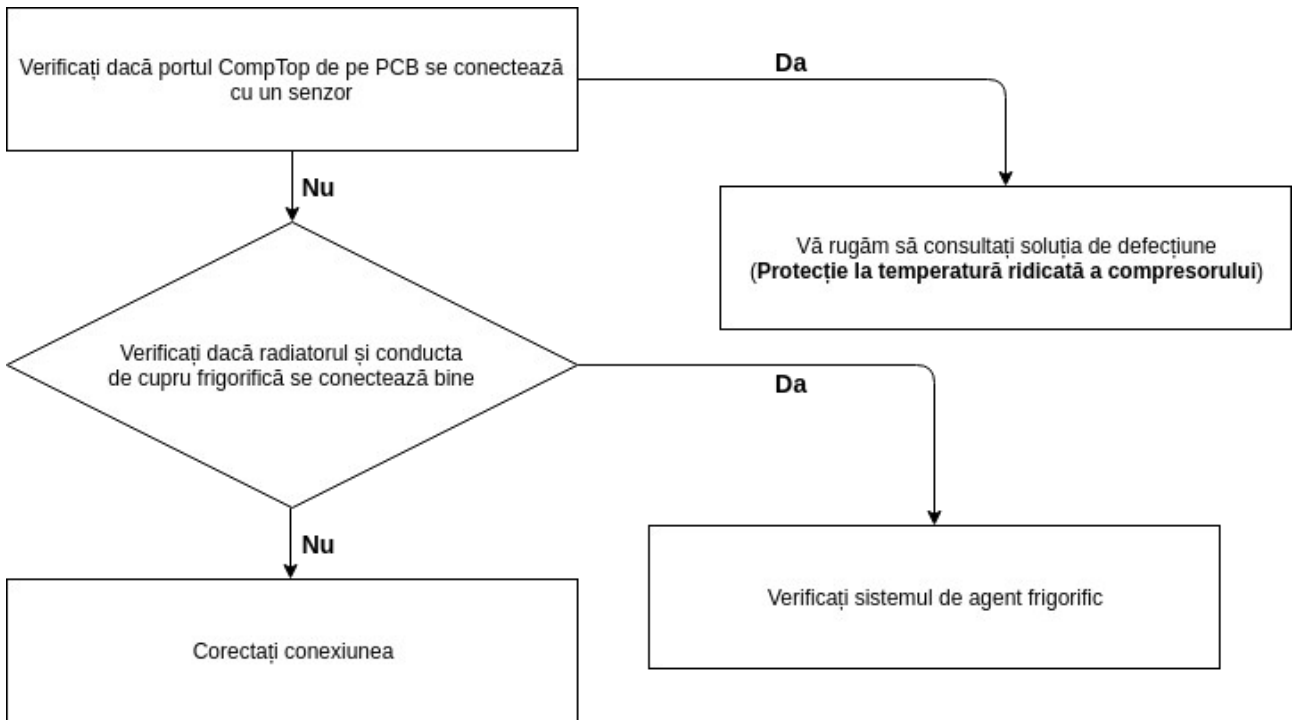 Verificați dacă portul CompTop de pe PCB se conectează
cu un senzor
Da
Nu
Vă rugăm să consultați soluția de defecțiune
(Protecție la temperatură ridicată a compresorului)
Verificați dacă radiatorul și conducta
de cupru frigorifică se conectează bine
Da
Nu
Verificați sistemul de agent frigorific
Corectați conexiunea